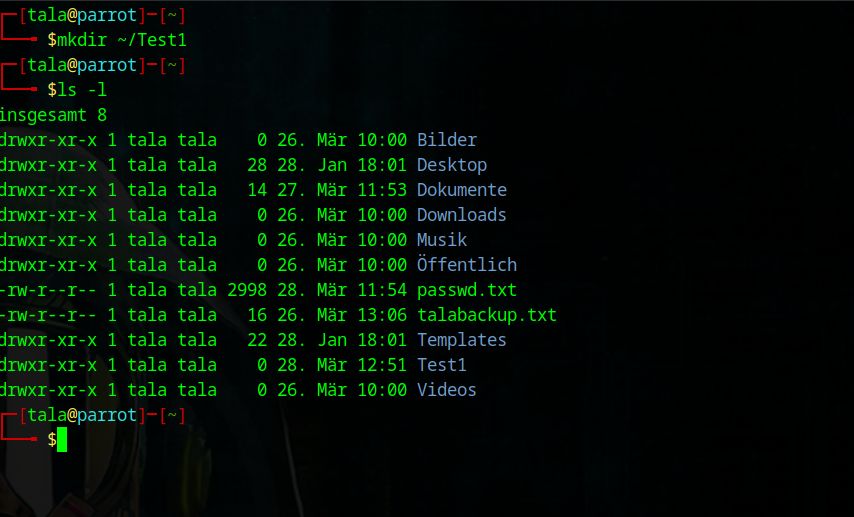 ┌─[tala@parrot]─[~]
└──╼ $mkdir ~/Test1
┌─[tala@parrot]─[~]
└──╼ $ls -l
insgesamt 8
drwxr-xr-x 1 tala tala    0 26. Mär 10:00 Bilder
drwxr-xr-x 1 tala tala   28 28. Jan 18:01 Desktop
drwxr-xr-x 1 tala tala   14 27. Mär 11:53 Dokumente
drwxr-xr-x 1 tala tala    0 26. Mär 10:00 Downloads
drwxr-xr-x 1 tala tala    0 26. Mär 10:00 Musik
drwxr-xr-x 1 tala tala    0 26. Mär 10:00 Öffentlich
-rw-r--r-- 1 tala tala 2998 28. Mär 11:54 passwd.txt
-rw-r--r-- 1 tala tala   16 26. Mär 13:06 talabackup.txt
drwxr-xr-x 1 tala tala   22 28. Jan 18:01 Templates
drwxr-xr-x 1 tala tala    0 28. Mär 12:51 Test1
drwxr-xr-x 1 tala tala    0 26. Mär 10:00 Videos
┌─[tala@parrot]─[~]
└──╼ $